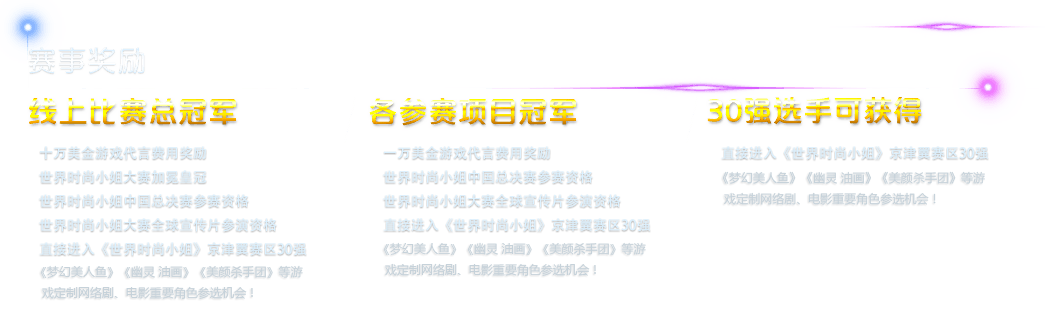 赛事奖励
线上比赛总冠军
十万美金游戏代言费用奖励
世界时尚小姐大赛加冕皇冠
世界时尚小姐中国总决赛参赛资格
世界时尚小姐大赛全球宣传片参演资格
直接进入《世界时尚小姐》京津冀赛区30强
《梦幻美人鱼》《幽灵 油画》《美颜杀手团》等游
戏定制网络剧、电影重要角色参选机会！
各参赛项目冠军
一万美金游戏代言费用奖励
世界时尚小姐中国总决赛参赛资格
世界时尚小姐大赛全球宣传片参演资格
直接进入《世界时尚小姐》京津冀赛区30强
《梦幻美人鱼》《幽灵 油画》《美颜杀手团》等游
戏定制网络剧、电影重要角色参选机会！
30强选手可获得
直接进入《世界时尚小姐》京津冀赛区30强
《梦幻美人鱼》《幽灵 油画》《美颜杀手团》等游
戏定制网络剧、电影重要角色参选机会！